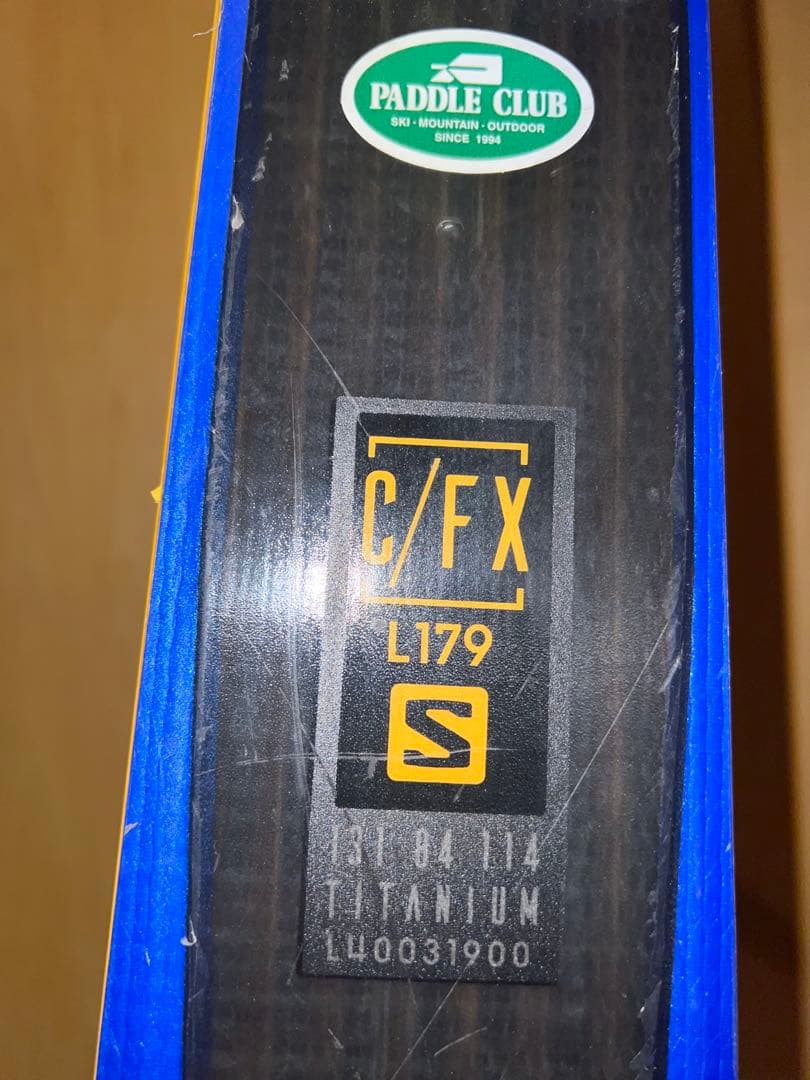 PADDLE CLUB
SKI · MOUNTAIN · OUTDOOR
SINCE 1994
C/FX
L179
S
131 84 114
TITANIUM
L40031900